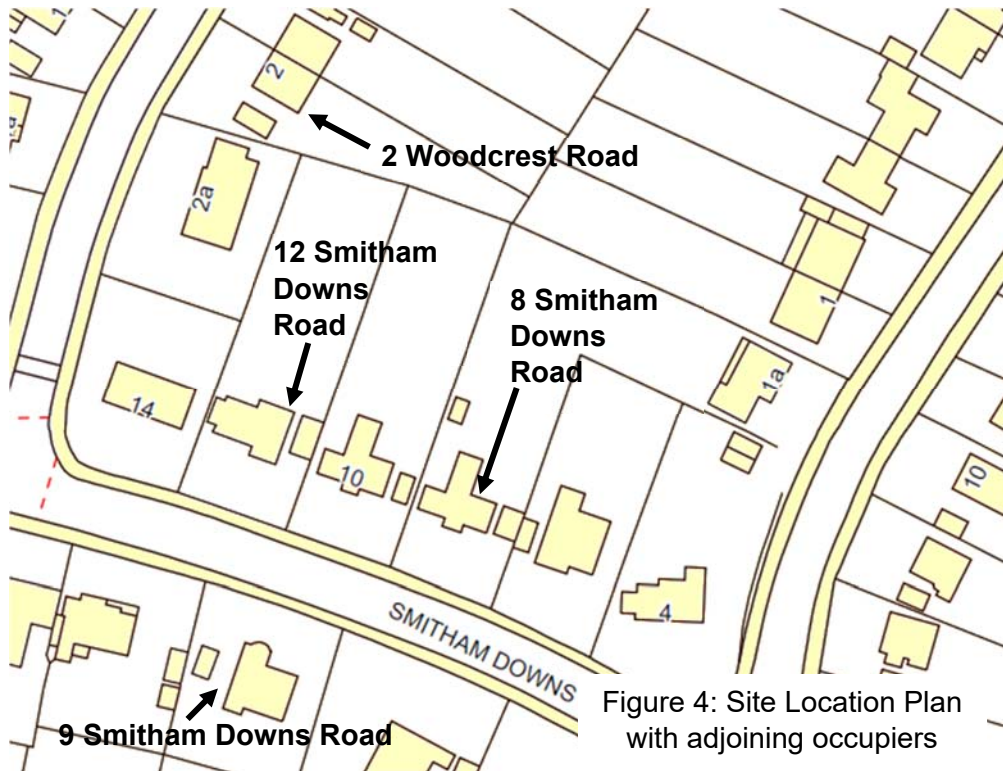 2
2 Woodcrest Road
2a
12 Smitham
Downs
Road
8 Smitham
Downs
Road
1
1a
14
10
10
4
SMITHAM DOWNS
9 Smitham Downs Road
Figure 4: Site Location Plan
with adjoining occupiers